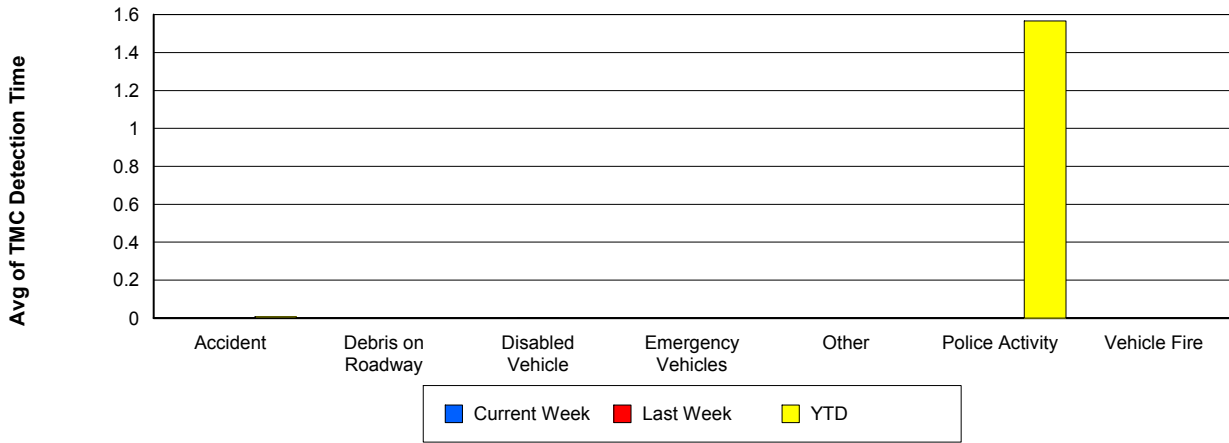 Avg of TMC Detection Time
1.6
1.4
1.2
1
0.8
0.6
0.4
0.2
0
Accident
Debris on
Roadway
Disabled
Vehicle
Emergency
Vehicles
Other
Police Activity
Vehicle Fire
Current Week
Last Week
YTD